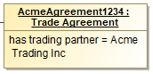 AcmeAgreement1234 :
Trade Agreement
has trading partner = Acme
Trading Inc